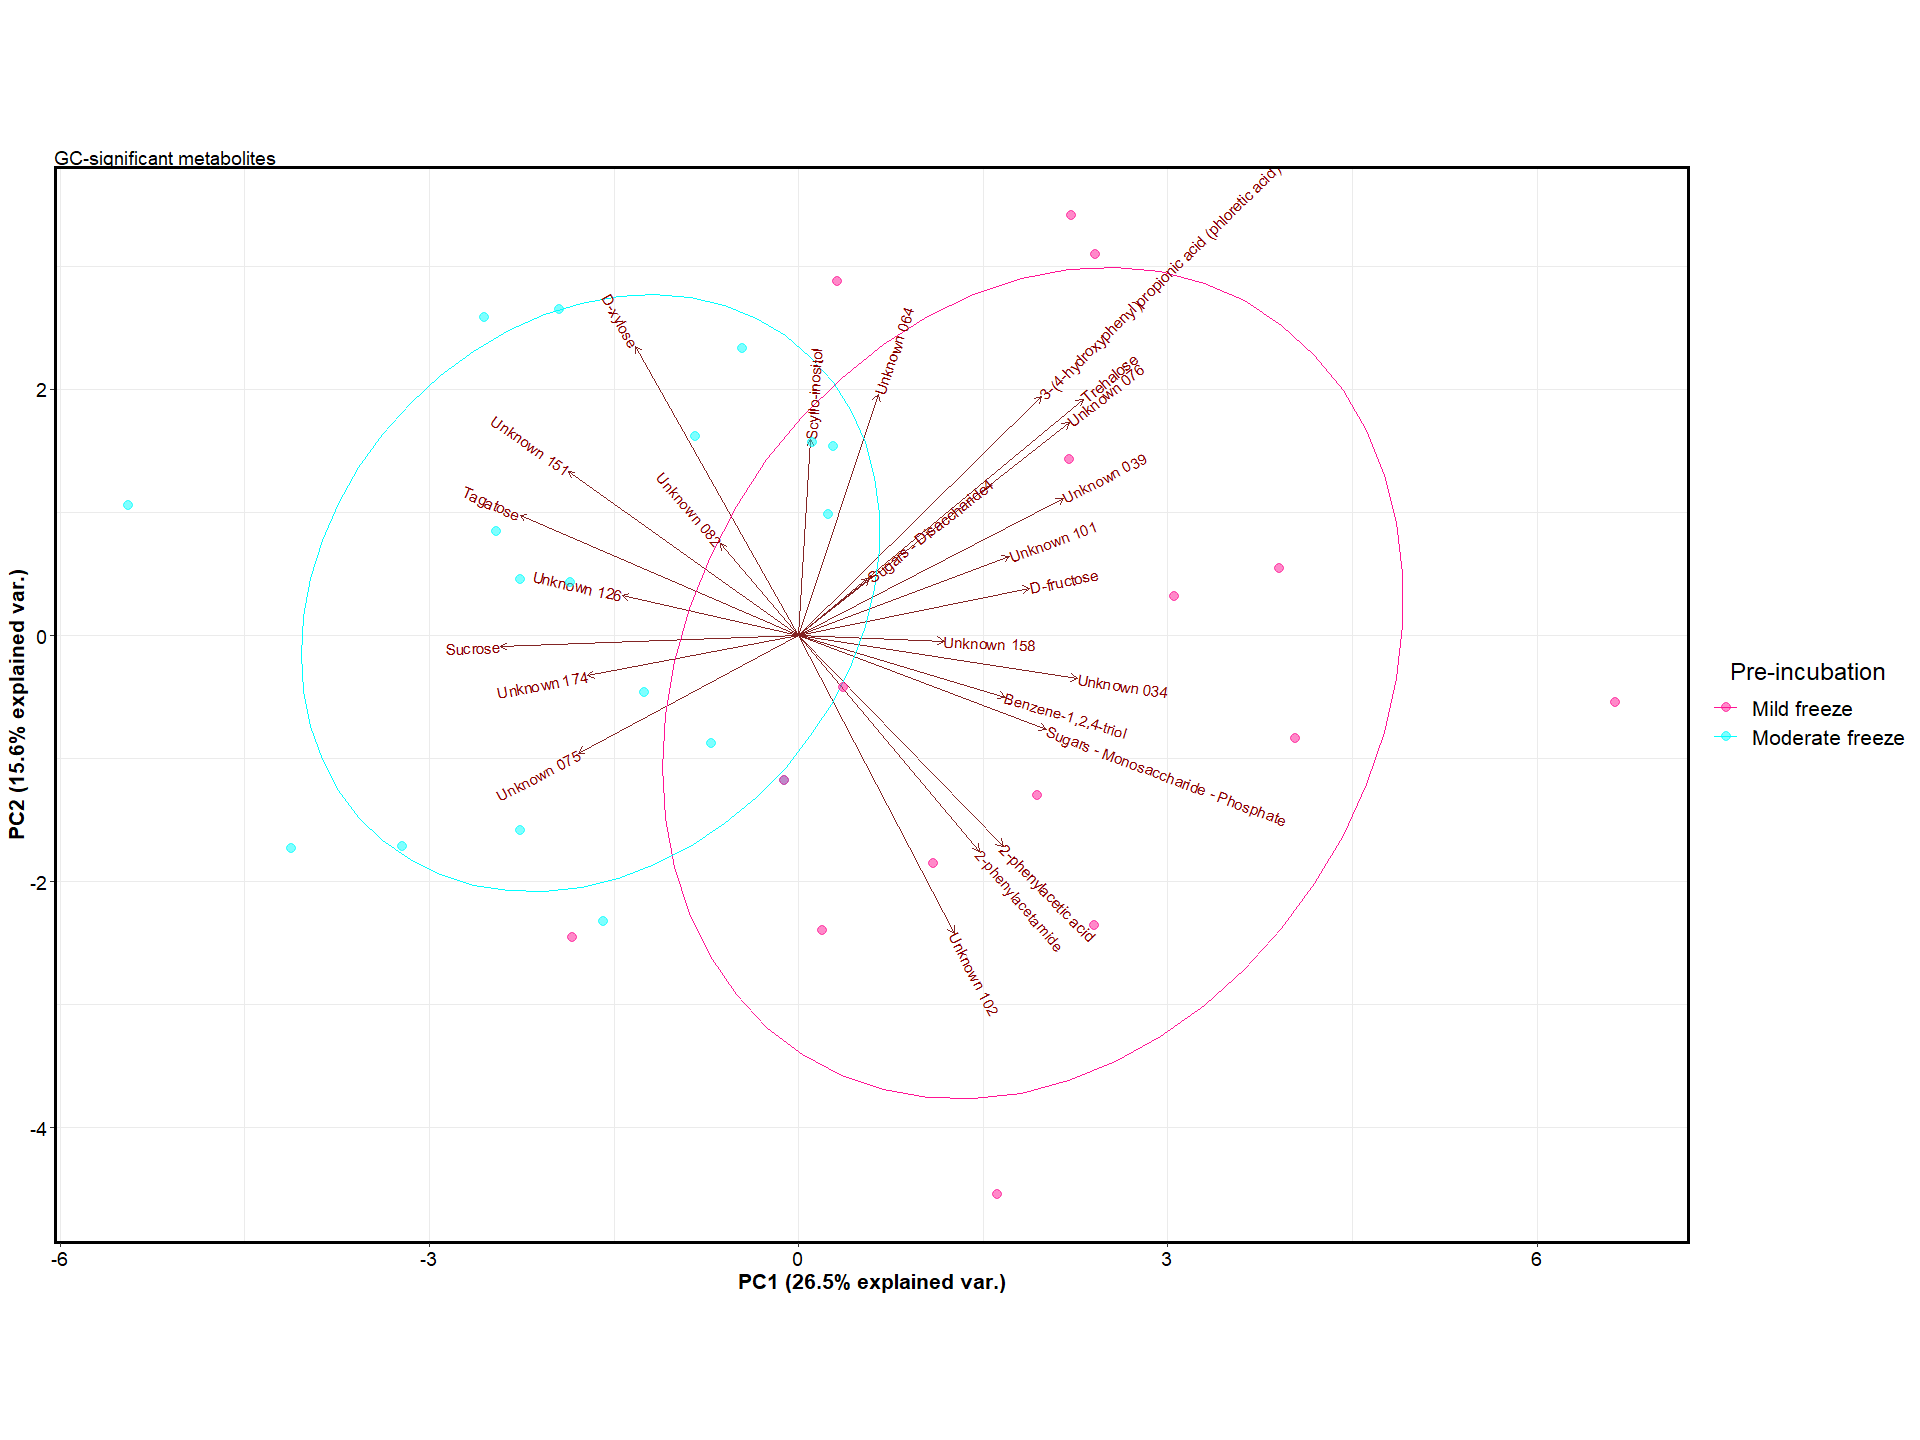 GC-significant metabolites
3-(4-hydroxyphenyl)propionic acid (phloretic acid)
D-xylose
Unknown 064
Scyllo-inositol
Trehalose
Unknown 076
Unknown 151
Unknown 039
Tagatose
Unknown 082
Sugars - Disaccharide4
Unknown 101
Unknown 126
D-fructose
Sucrose
Unknown 158
Unknown 174
Unknown 034
Benzene-1,2,4-triol
Sugars - Monosaccharide - Phosphate
Unknown 075
2-phenylacetic acid
2-phenylacetamide
Unknown 102
2
0
-2
-4
PC2 (15.6% explained var.)
-6
-3
0
3
6
PC1 (26.5% explained var.)
Pre-incubation
Mild freeze
Moderate freeze